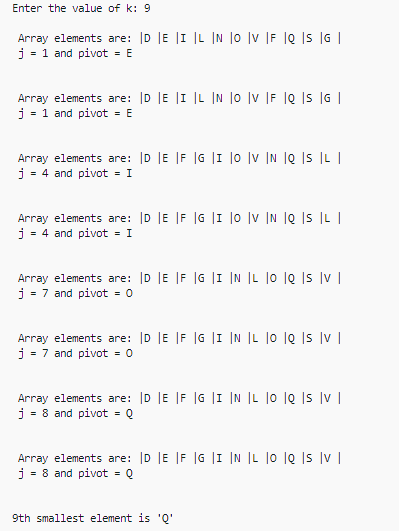 Enter the value of k: 9
Array elements are: |D |E |I |L |N |O |V |F |Q |S |G |
j = 1 and pivot = E
Array elements are: |D |E |I |L |N |O |V |F |Q |S |G |
j = 1 and pivot = E
Array elements are: |D |E |F |G |I |O |V |N |Q |S |L |
j = 4 and pivot = I
Array elements are: |D |E |F |G |I |O |V |N |Q |S |L |
j = 4 and pivot = I
Array elements are: |D |E |F |G |I |N |L |O |Q |S |V |
j = 7 and pivot = O
Array elements are: |D |E |F |G |I |N |L |O |Q |S |V |
j = 7 and pivot = O
Array elements are: |D |E |F |G |I |N |L |O |Q |S |V |
j = 8 and pivot = Q
Array elements are: |D |E |F |G |I |N |L |O |Q |S |V |
j = 8 and pivot = Q
9th smallest element is 'Q'